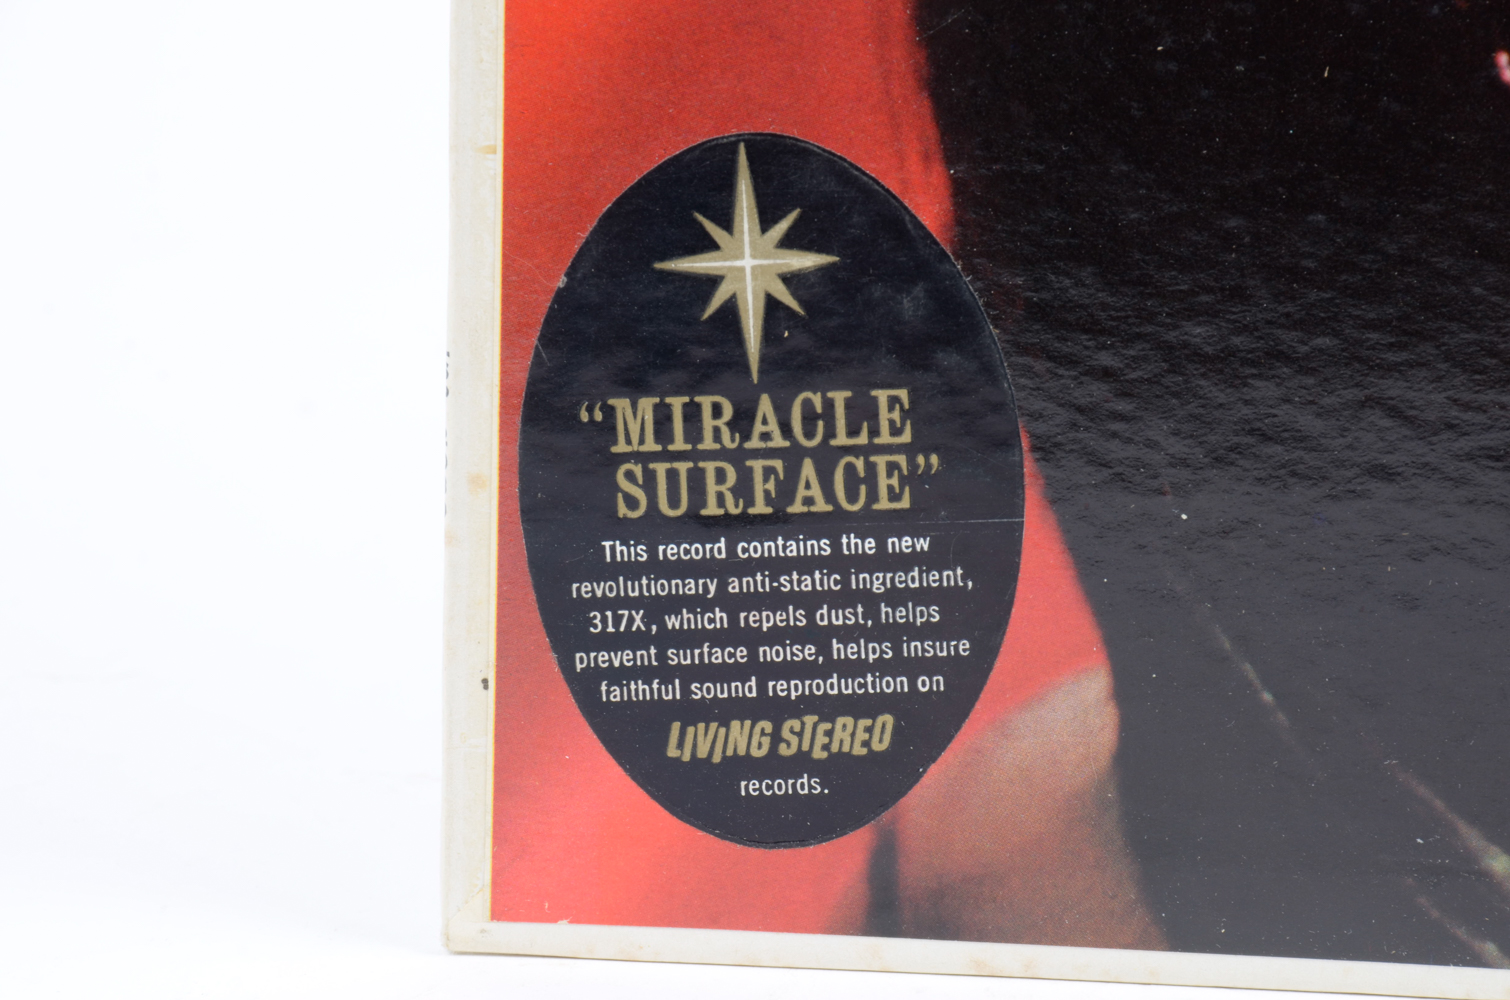 “MIRACLE
SURFACE”
This record contains the new
revolutionary anti-static ingredient,
317X, which repels dust, helps
prevent surface noise, helps insure
faithful sound reproduction on
LIVING STEREO
records.